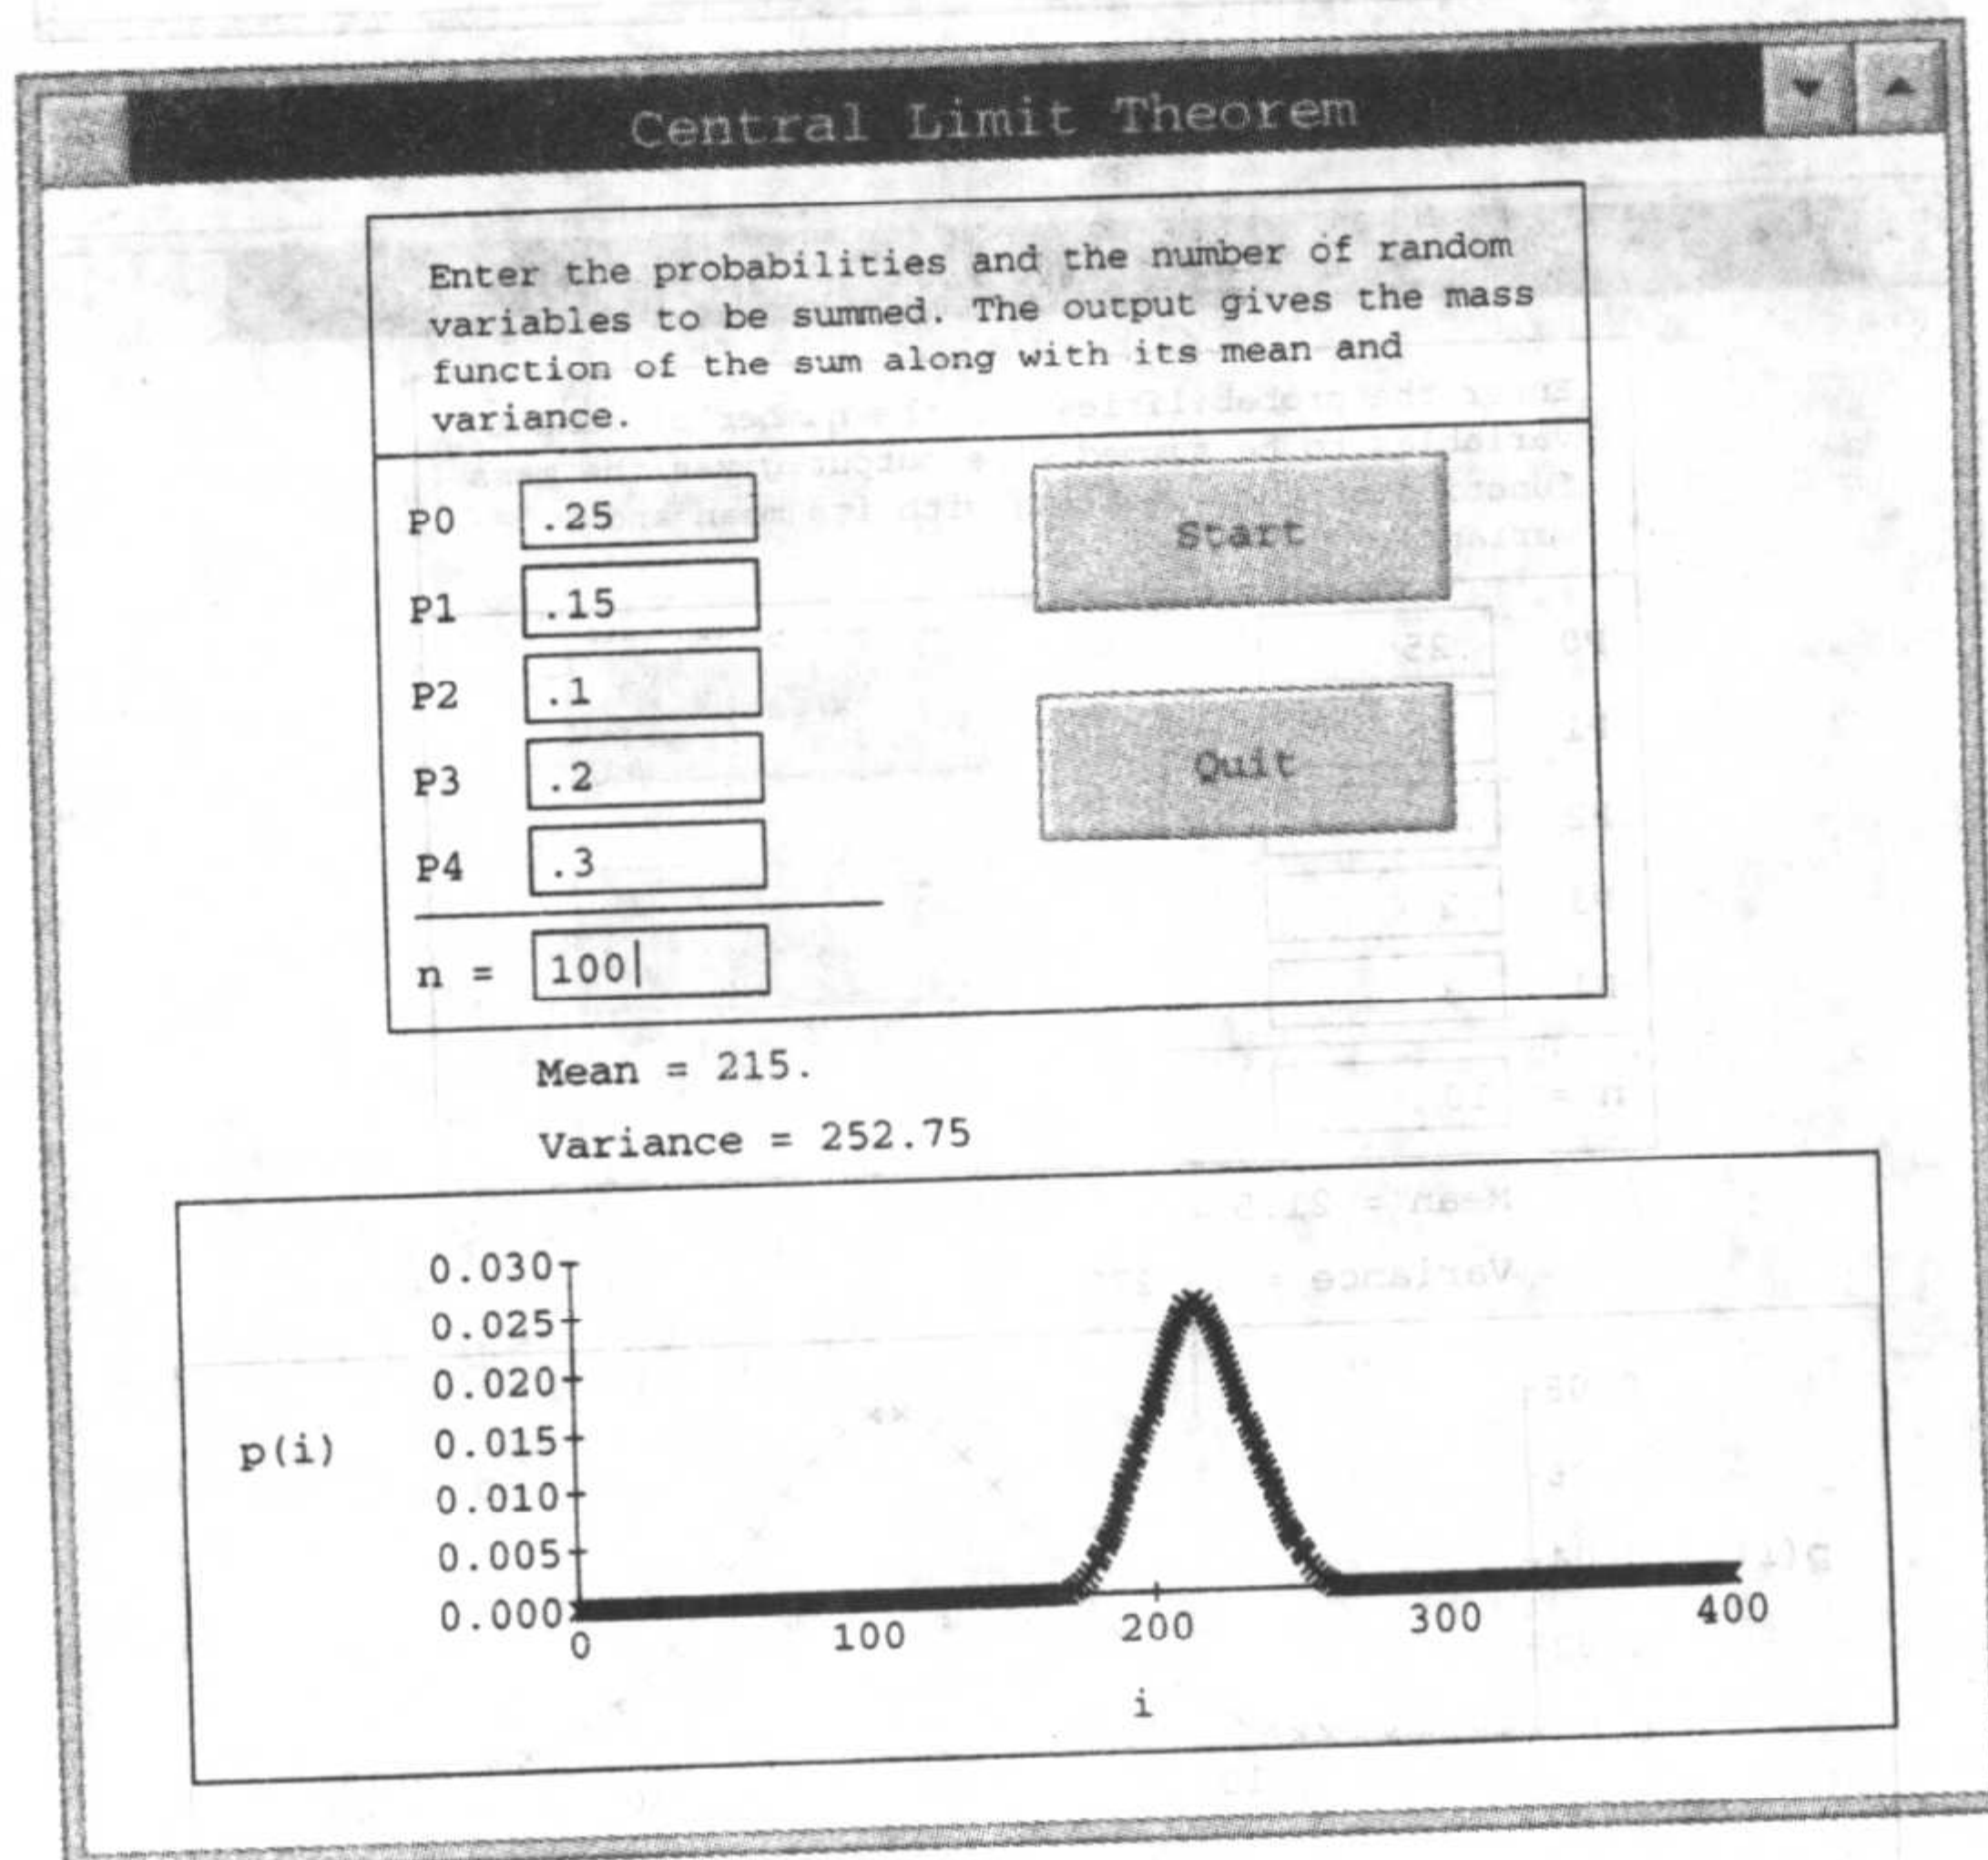 Central Limit Theorem
Enter the probabilities and the number of random
variables to be summed. The output gives the mass
function of the sum along with its mean and
variance.
P0 .25
Start
P1 .15
P2 .1
Quit
P3 .2
P4 .3
n = 100
Mean = 215.
Variance = 252.75
0.030
0.025
0.020
p(i) 0.015
0.010
0.005
0.000
0 100 200 300 400
i